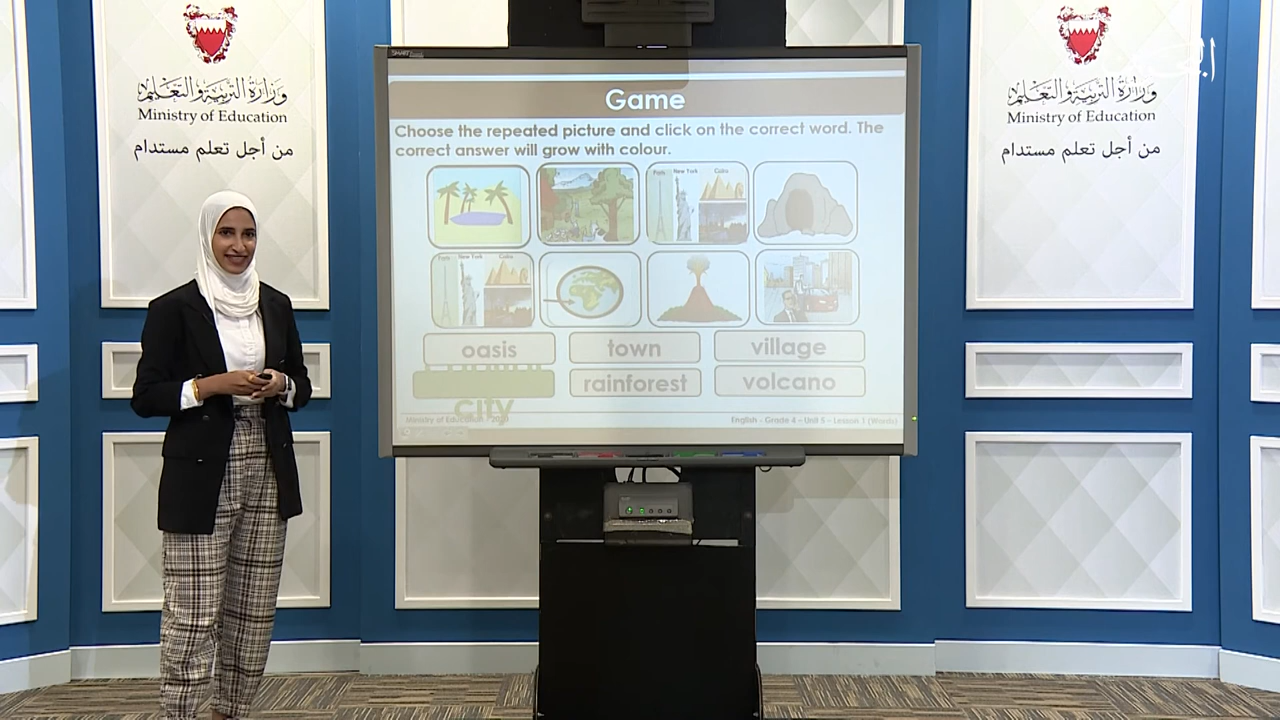 وزارة التربية والتعليم
Ministry of Education
من أجل تعلم مستدام
SMART
Game
Choose the repeated picture and click on the correct word. The
correct answer will grow with colour.
Paris New York Cairo
Paris New York Cairo
oasis town village
rainforest volcano
city
Ministry of Education - 2020
English - Grade 4 - Unit 5 - Lesson 1 (Words)
وزارة التربية والتعليم
Ministry of Education
من أجل تعلم مستدام